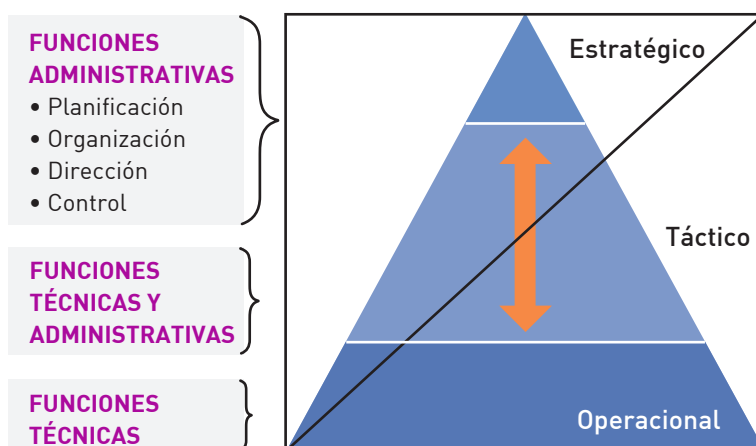 FUNCIONES
ADMINISTRATIVAS
• Planificación
• Organización
• Dirección
• Control
FUNCIONES
TÉCNICAS Y
ADMINISTRATIVAS
FUNCIONES
TÉCNICAS
Estratégico
Táctico
Operacional